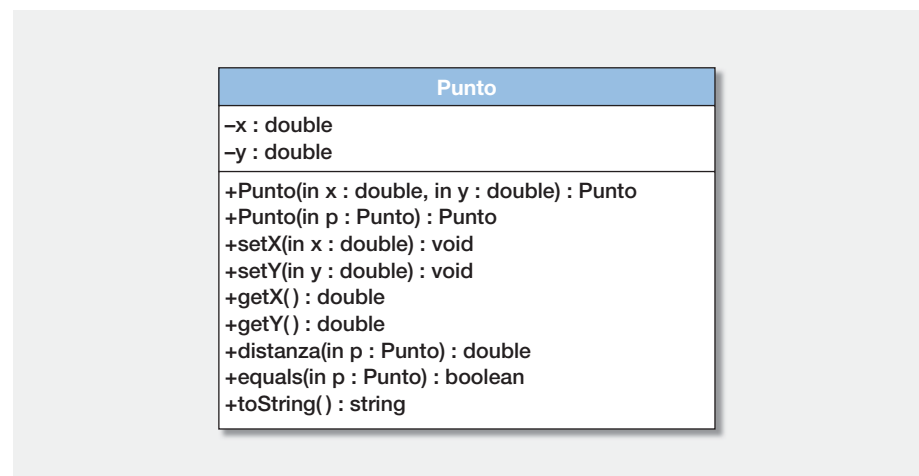 Punto
–x : double
–y : double
+Punto(in x : double, in y : double) : Punto
+Punto(in p : Punto) : Punto
+setX(in x : double) : void
+setY(in y : double) : void
+getX( ) : double
+getY( ) : double
+distanza(in p : Punto) : double
+equals(in p : Punto) : boolean
+toString( ) : string